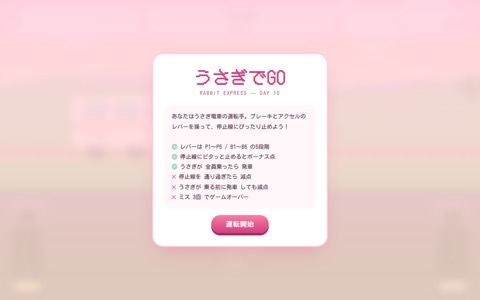 うさぎでGO
RABBIT EXPRESS — DAY 10
あなたはうさぎ電車の運転手。ブレーキとアクセルの
レバーを操って、停止線にぴったり止めよう！
◎ レバーは P1〜P5 / B1〜B5 の5段階
◎ 停止線にピタッと止めるとボーナス点
◎ うさぎが 全員乗ったら 発車
× 停止線を 通り過ぎたら 減点
× うさぎが 乗る前に発車 しても減点
× ミス 3回 でゲームオーバー
運転開始